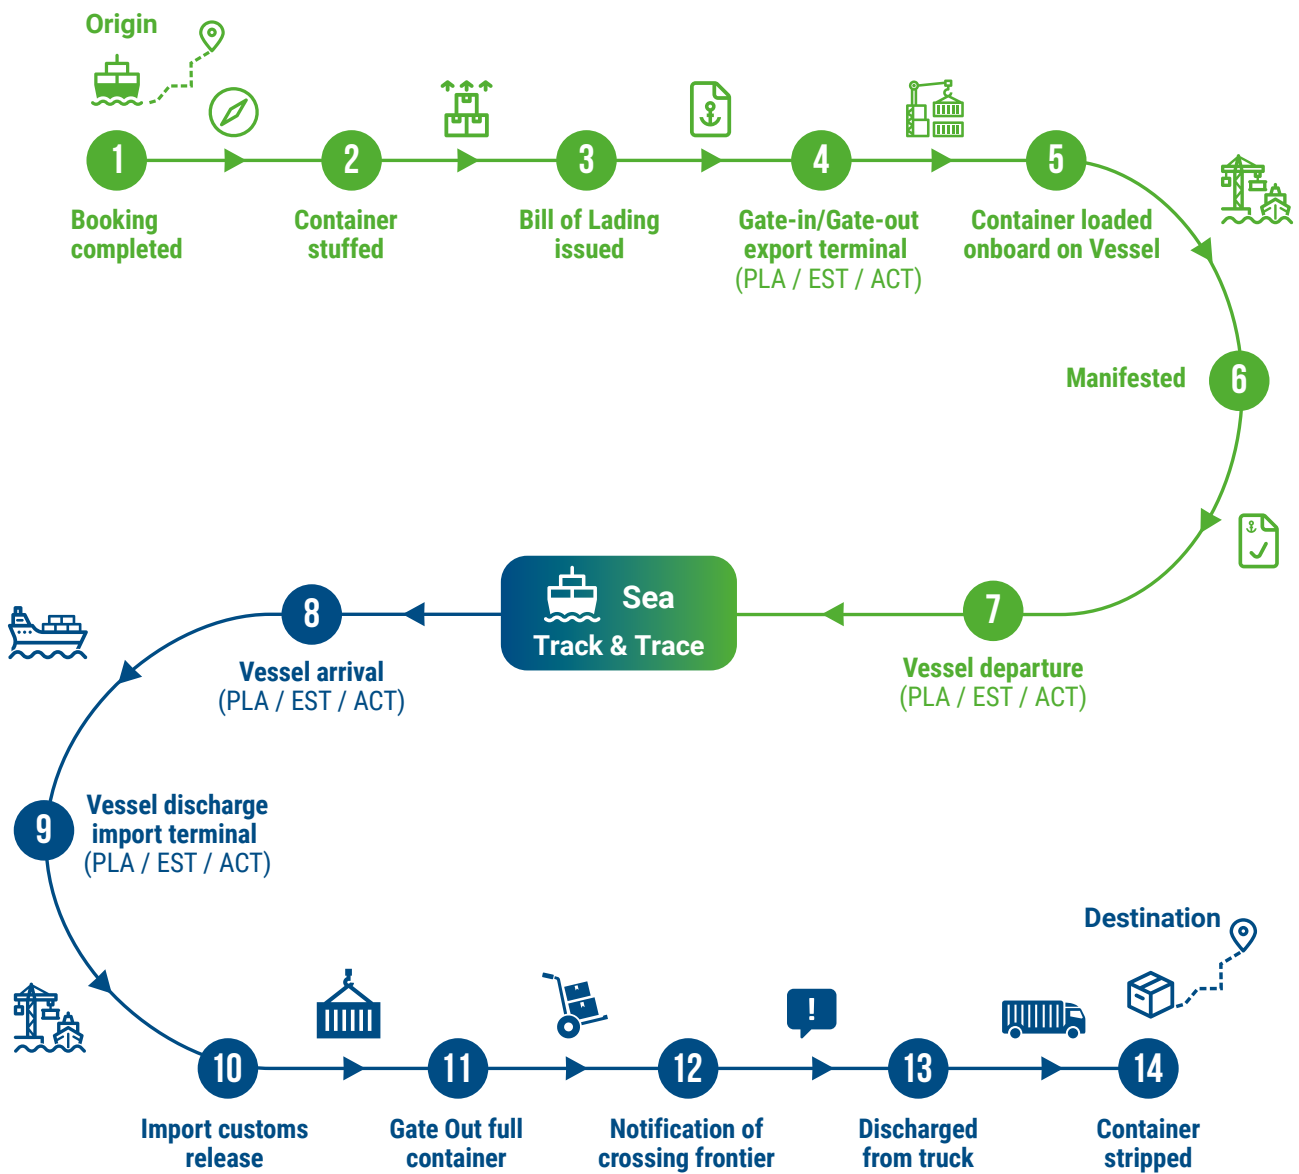 Origin
1
Booking
completed
2
Container
stuffed
3
Bill of Lading
issued
4
Gate-in/Gate-out
export terminal
(PLA / EST / ACT)
5
Container loaded
onboard on Vessel
6
Manifested
7
Vessel departure
(PLA / EST / ACT)
Sea
Track & Trace
8
Vessel arrival
(PLA / EST / ACT)
9
Vessel discharge
import terminal
(PLA / EST / ACT)
10
Import customs
release
11
Gate Out full
container
12
Notification of
crossing frontier
!
13
Discharged
from truck
Destination
14
Container
stripped